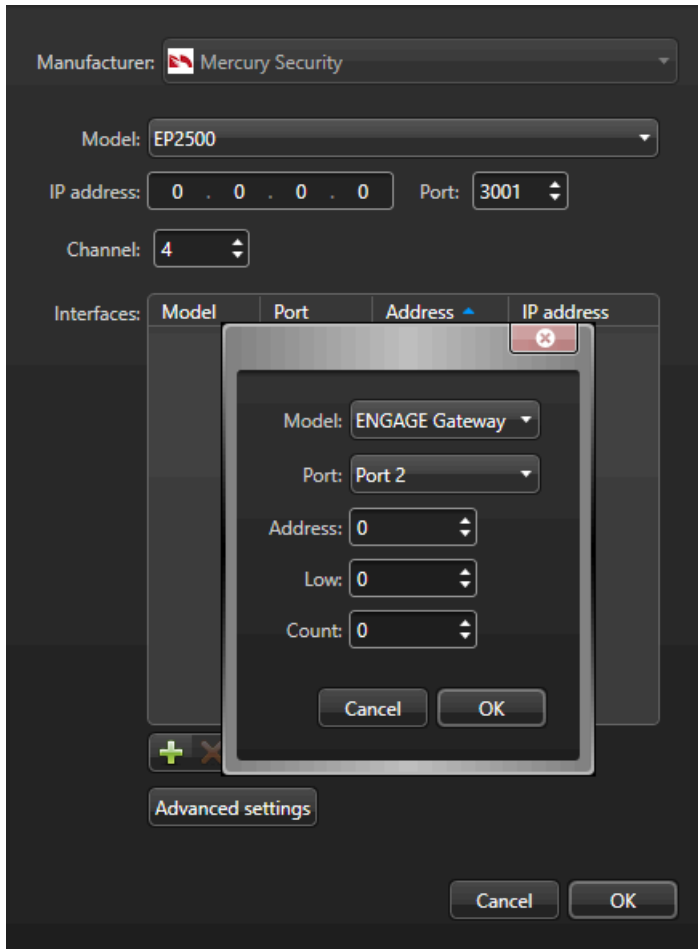 Manufacturer: Mercury Security
Model: EP2500
IP address: 0 . 0 . 0 . 0 Port: 3001
Channel: 4
Interfaces: Model Port Address IP address
Model: ENGAGE Gateway
Port: Port 2
Address: 0
Low: 0
Count: 0
Cancel OK
Advanced settings
Cancel OK